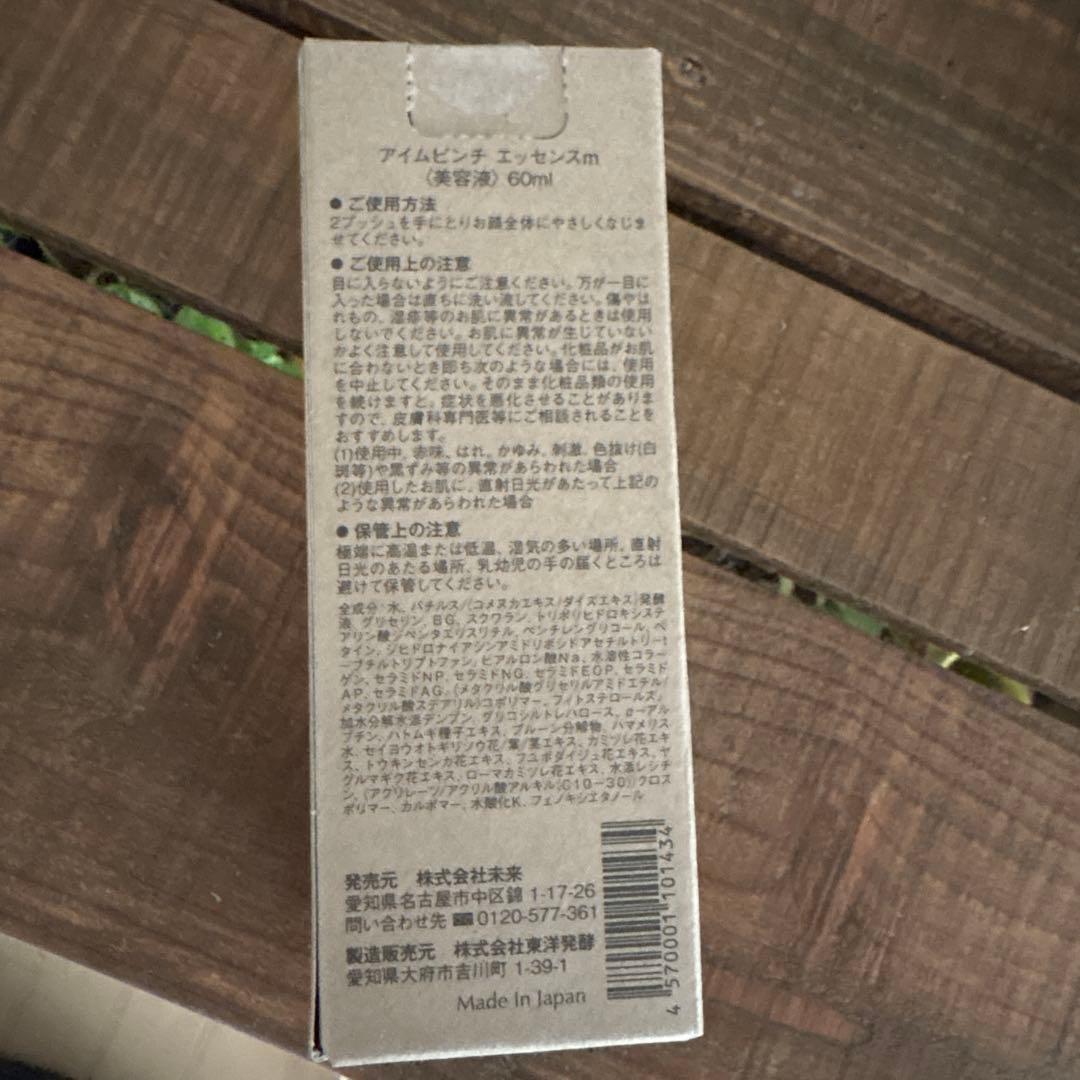 アイムピンチ エッセンスm
〈美容液〉 60ml
● ご使用方法
2プッシュを手にとりお顔全体にやさしくなじま
せてください。
● ご使用上の注意
目に入らないようにご注意ください。万が一目に
入った場合は直ちに洗い流してください。傷やは
れもの、湿疹等のお肌に異常があるときは使用
しないでください。お肌に異常が生じていない
かよく注意して使用してください。化粧品がお肌
に合わないとき即ち次のような場合には、使用
を中止してください。そのまま化粧品類の使用
を続けますと、症状を悪化させることがありま
すので、皮膚科専門医等にご相談されることを
おすすめします。
(1)使用中、赤味、はれ、かゆみ、刺激、色抜け(白
斑等)や黒ずみ等の異常があらわれた場合
(2)使用したお肌に、直射日光があたって上記の
ような異常があらわれた場合
● 保管上の注意
極端に高温または低温、湿気の多い場所、直射
日光のあたる場所、乳幼児の手の届くところは
避けて保管してください。
全成分:水、バチルス/(コメヌカエキス/ダイズエキス)発酵
液、グリセリン、BG、スクワラン、トリポリヒドロキシステ
アリン酸ジペンタエリスリチル、ペンチレングリコール、ベ
タイン、ジヒドロナイアシンアミドリボシドアセチルトリーt
ーブチルトリプトファン、ヒアルロン酸Na、水溶性コラー
ゲン、セラミドNP、セラミドNG、セラミドEOP、セラミド
AP、セラミドAG、(メタクリル酸グリセリルアミドエチル/
メタクリル酸ステアリル)コポリマー、フィトステロールズ、
加水分解水添デンプン、グリコシルトレハロース、α－アル
ブチン、ハトムギ種子エキス、プルーン分解物、ハマメリス
水、セイヨウオトギリソウ花/葉/茎エキス、カミツレ花エキ
ス、トウキンセンカ花エキス、フユボダイジュ花エキス、ヤ
グルマギク花エキス、ローマカミツレ花エキス、水添レシチ
ン、(アクリレーツ/アクリル酸アルキル(C10－30))クロス
ポリマー、カルボマー、水酸化K、フェノキシエタノール
発売元 株式会社未来
愛知県名古屋市中区錦 1-17-26
問い合わせ先 0120-577-361
製造販売元 株式会社東洋発酵
愛知県大府市吉川町 1-39-1
Made In Japan
4 570001 101434